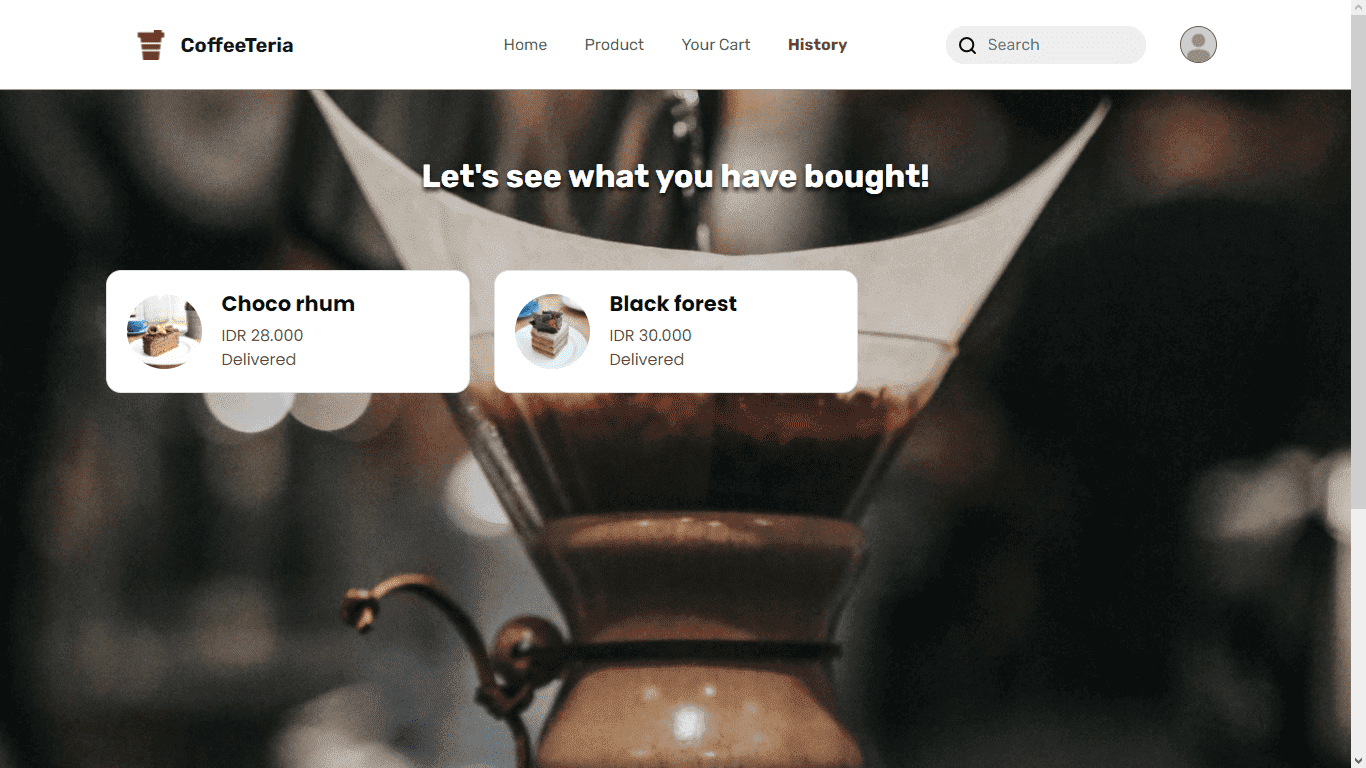 CoffeeTeria
Home
Product
Your Cart
History
Search
Let's see what you have bought!
Choco rhum
IDR 28.000
Delivered
Black forest
IDR 30.000
Delivered